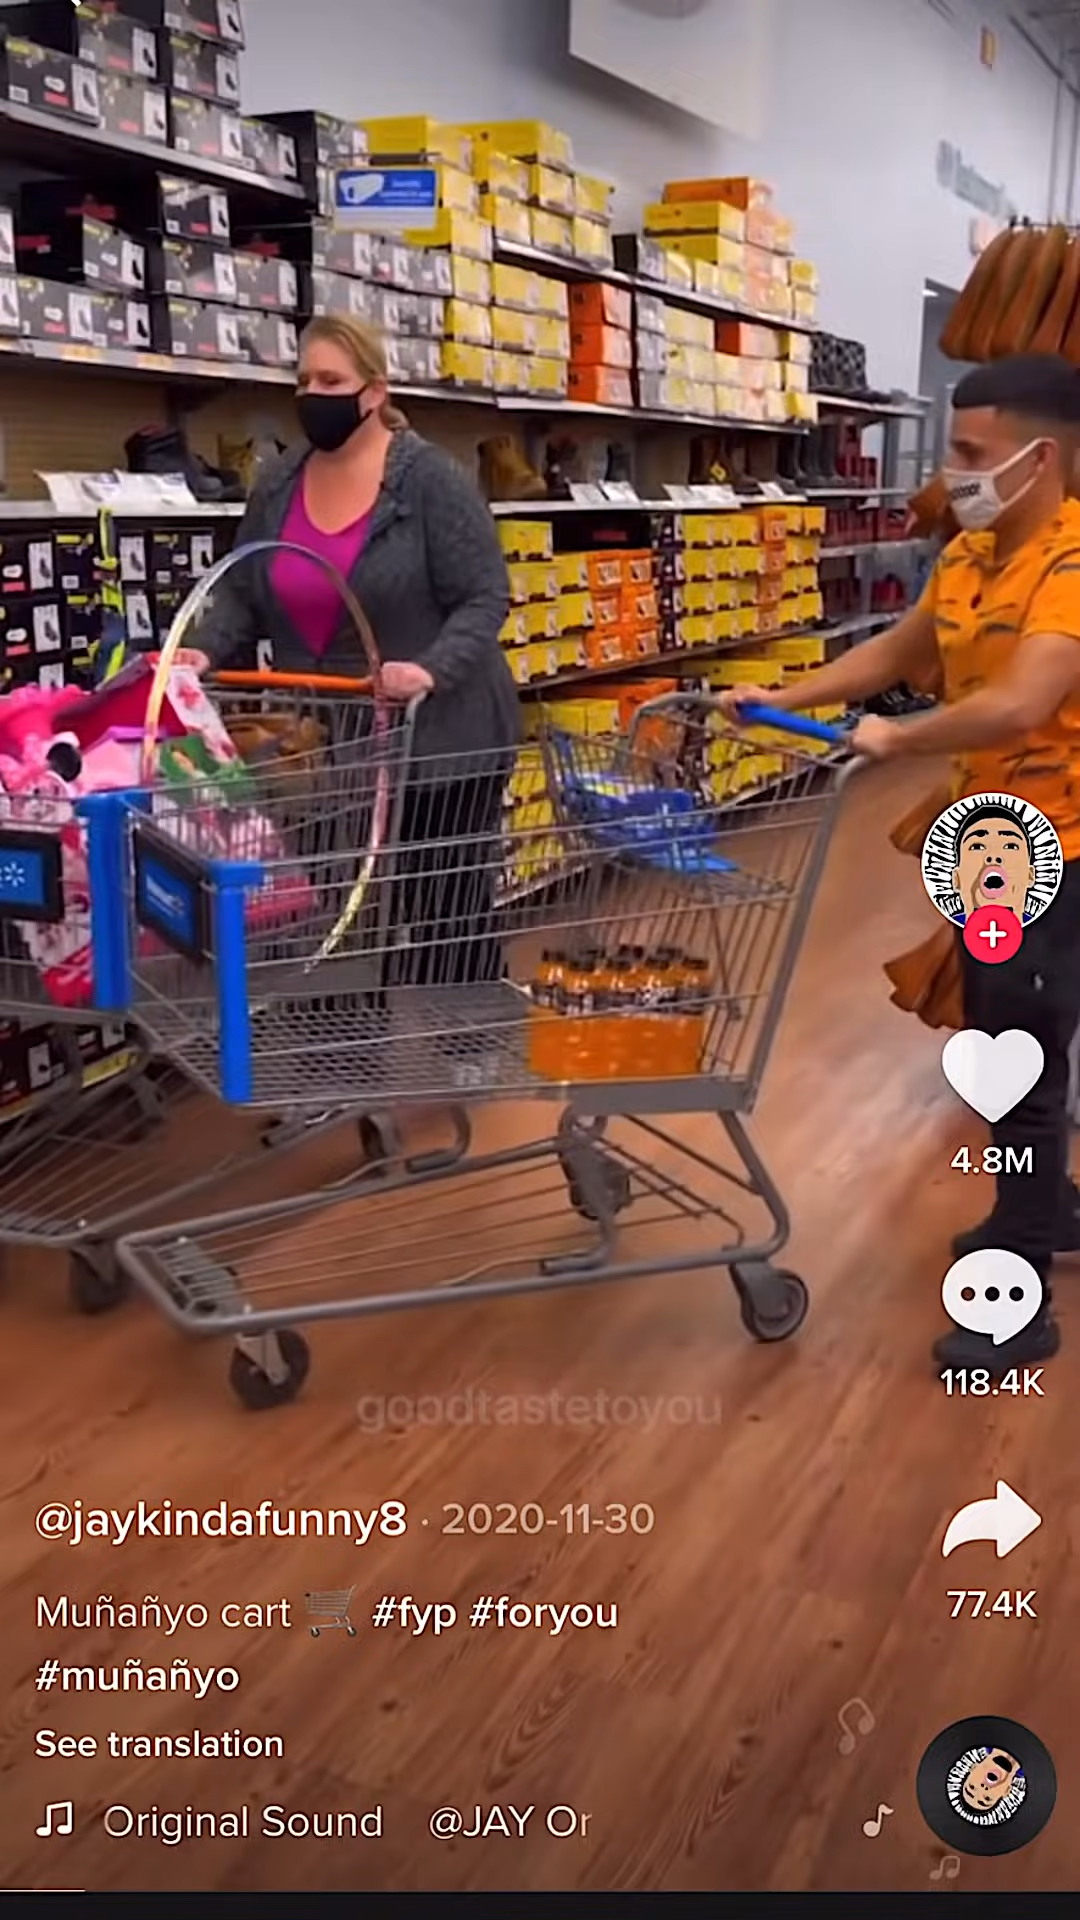 4.8M
118.4K
goodtastetoyou
@jaykindafunny8 · 2020-11-30
77.4K
Muñañyo cart 🛒 #fyp #foryou
#muñañyo
See translation
Original Sound @JAY Or